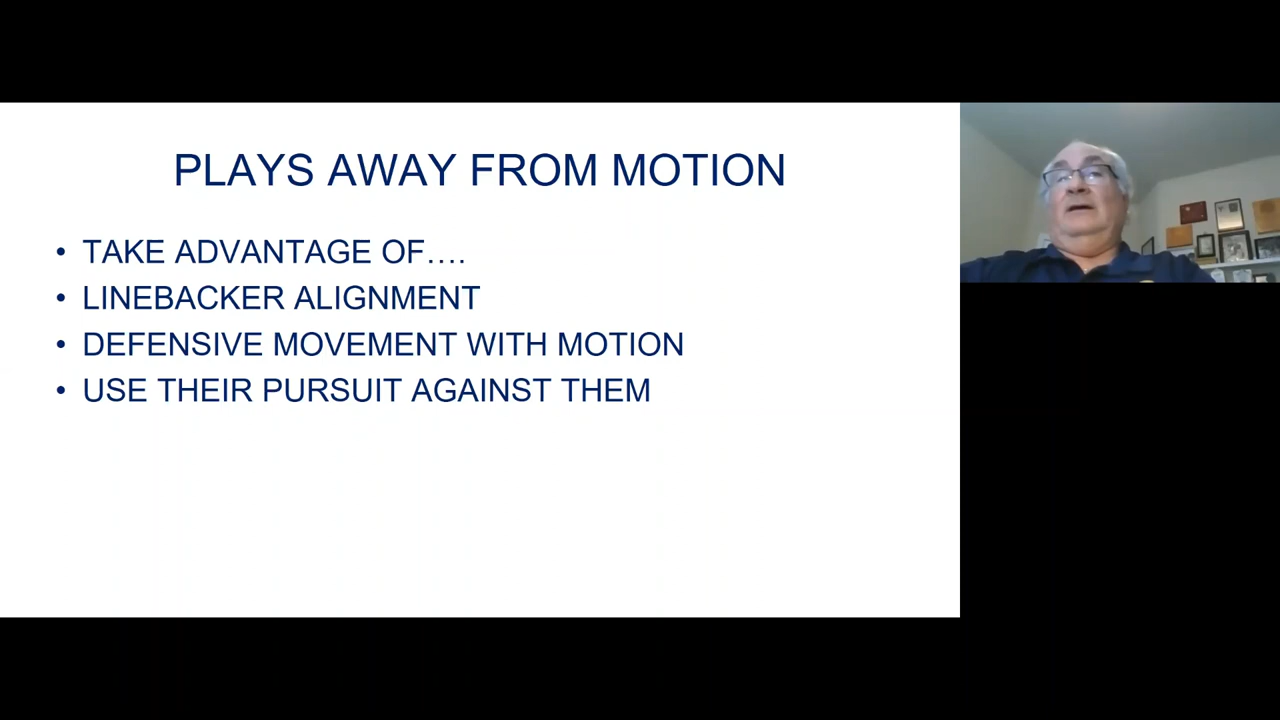 PLAYS AWAY FROM MOTION
• TAKE ADVANTAGE OF....
• LINEBACKER ALIGNMENT
• DEFENSIVE MOVEMENT WITH MOTION
• USE THEIR PURSUIT AGAINST THEM